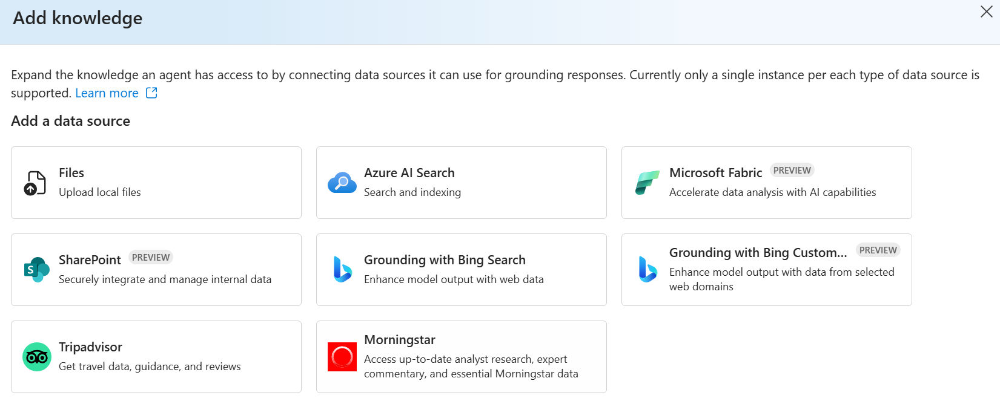 Add knowledge
Expand the knowledge an agent has access to by connecting data sources it can use for grounding responses. Currently only a single instance per each type of data source is
supported. Learn more
Add a data source
Files
Upload local files
Azure AI Search
Search and indexing
Microsoft Fabric PREVIEW
Accelerate data analysis with AI capabilities
SharePoint PREVIEW
Securely integrate and manage internal data
Grounding with Bing Search
Enhance model output with web data
Grounding with Bing Custom... PREVIEW
Enhance model output with data from selected
web domains
Tripadvisor
Get travel data, guidance, and reviews
Morningstar
Access up-to-date analyst research, expert
commentary, and essential Morningstar data